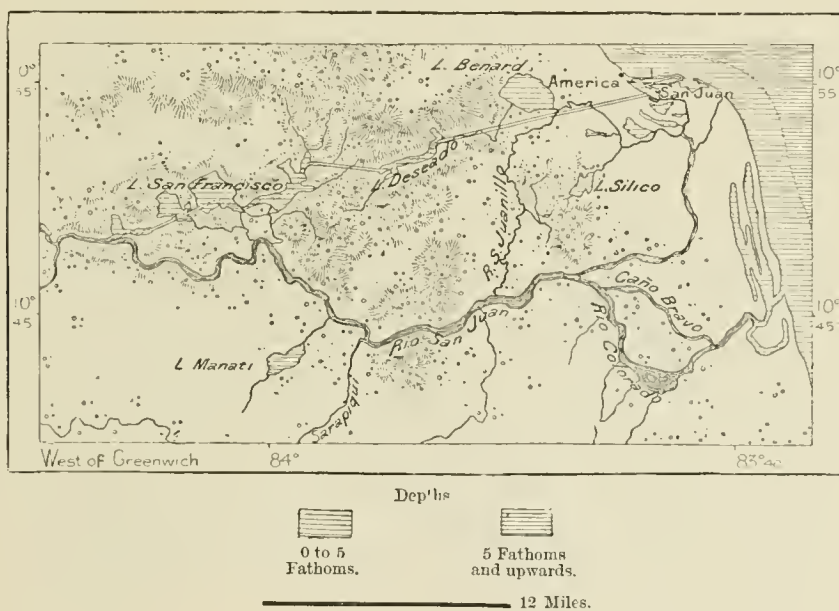 10°
55'
L. Benard
America
San Juan
10°
55'
L. San Francisco
L. Deseado
R. S. Juanillo
L. Silico
10°
45'
Caño Bravo
10°
45'
Rio San Juan
Rio Colorado
L. Manati
Sarapiqui
West of Greenwich
84°
83°40'
Depths
0 to 5
Fathoms.
5 Fathoms
and upwards.
12 Miles.